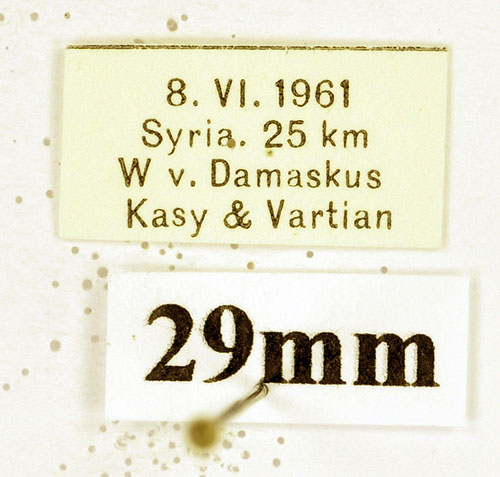 8. VI. 1961
Syria. 25 km
W v. Damaskus
Kasy & Vartian
29mm